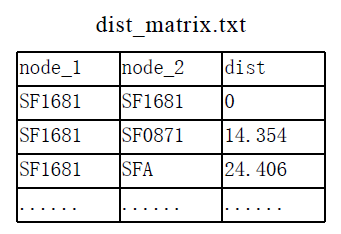 dist_matrix.txt
node_1 node_2 dist
SF1681 SF1681 0
SF1681 SF0871 14.354
SF1681 SFA 24.406
...... ...... ......